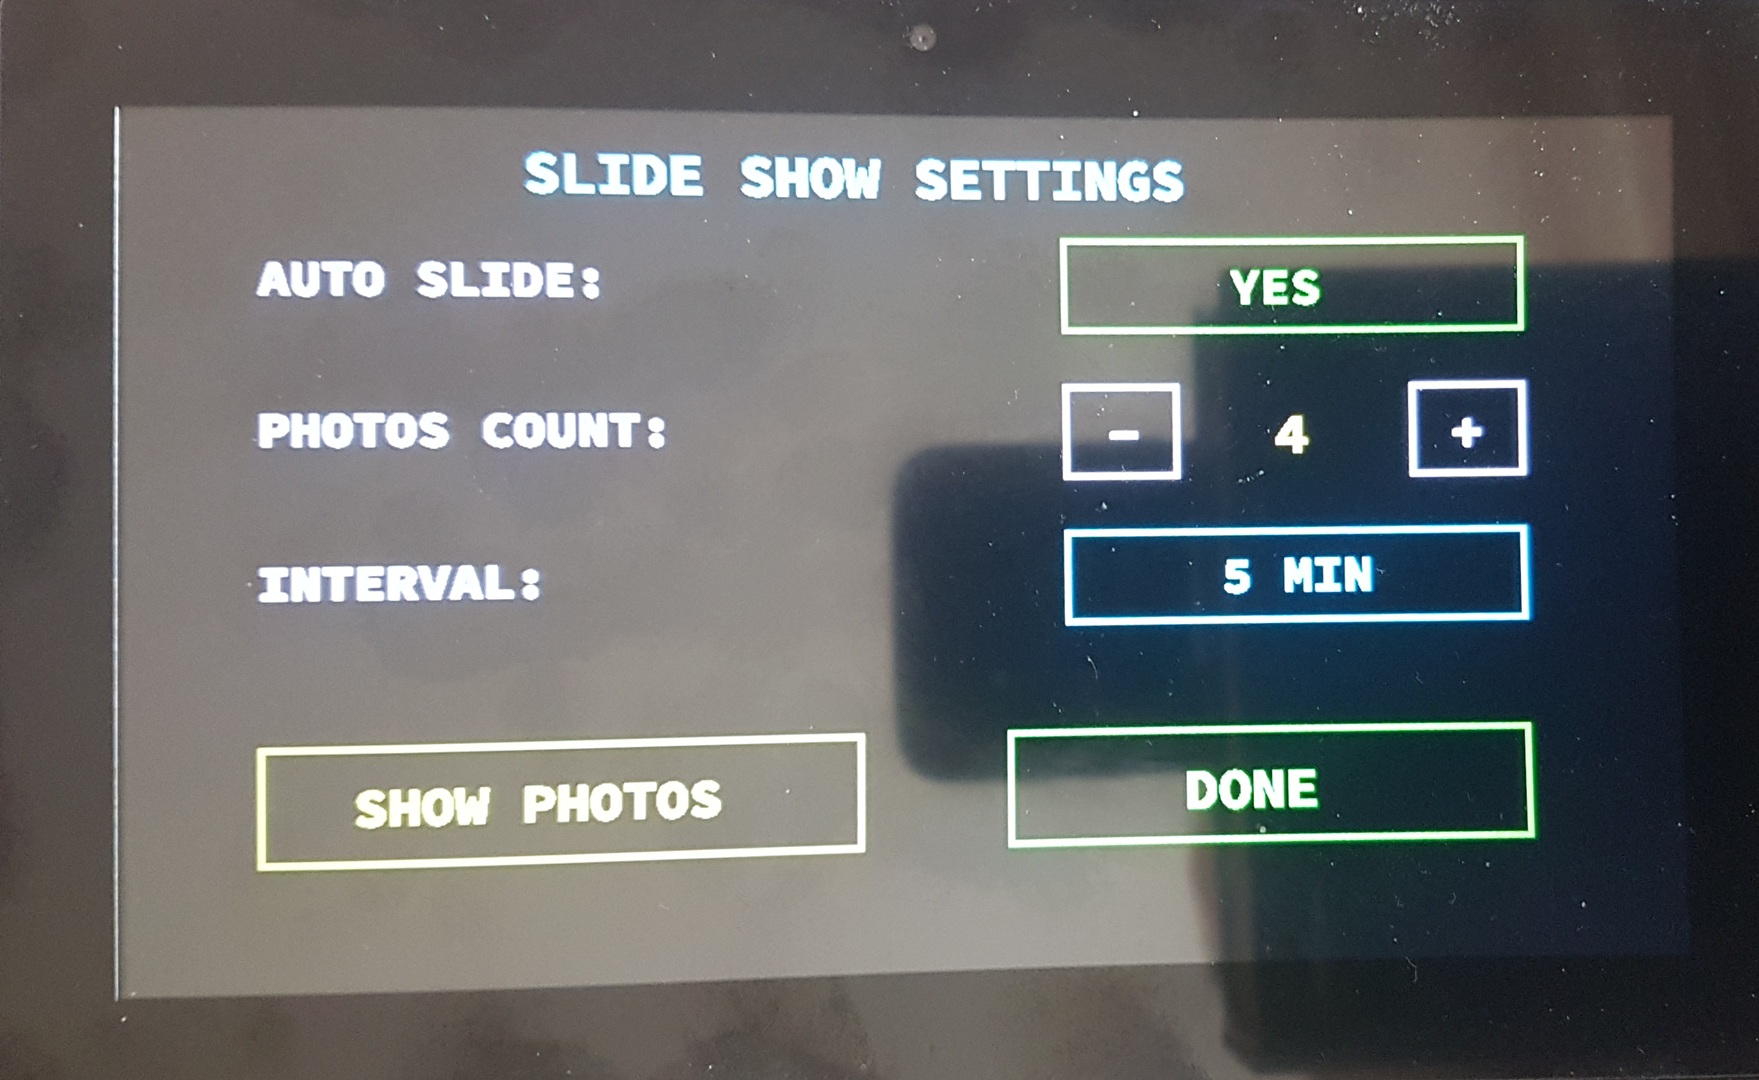 SLIDE SHOW SETTINGS
AUTO SLIDE: YES
PHOTOS COUNT: - 4 +
INTERVAL: 5 MIN
SHOW PHOTOS DONE